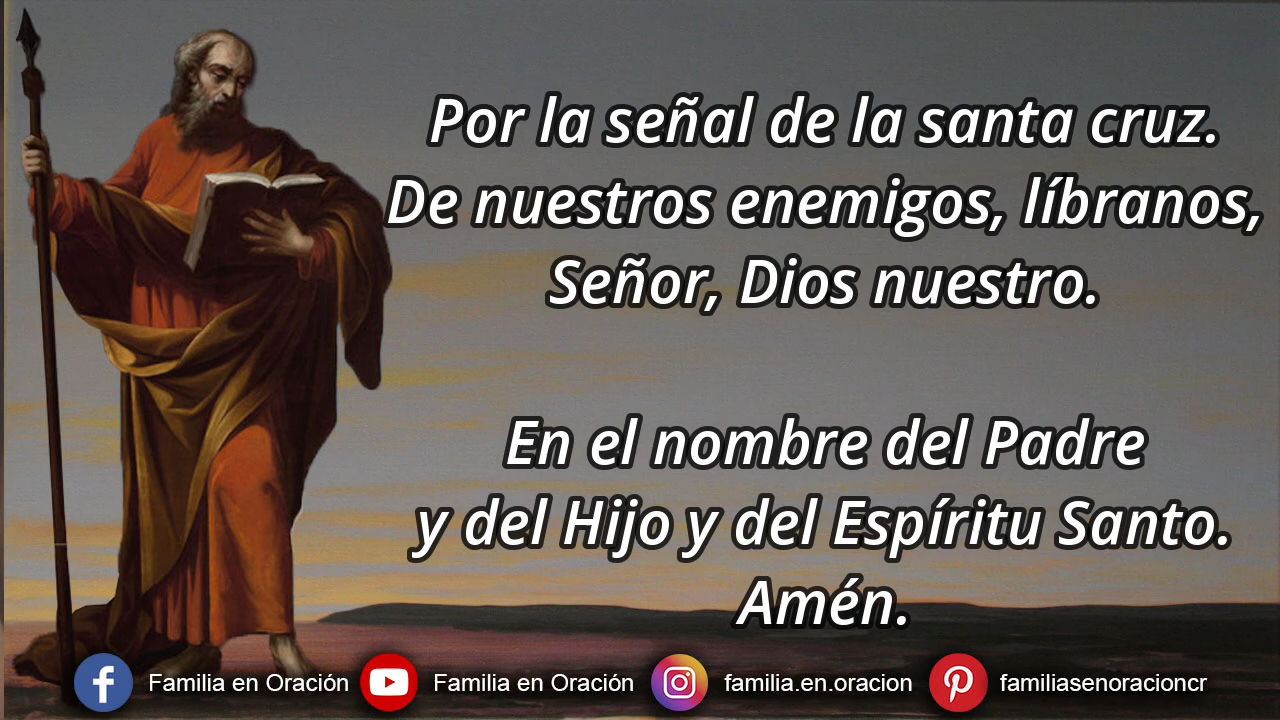 Por la señal de la santa cruz.
De nuestros enemigos, líbranos,
Señor, Dios nuestro.
En el nombre del Padre
y del Hijo y del Espíritu Santo.
Amén.
Familia en Oración Familia en Oración familia.en.oracion familiasenoracioncr